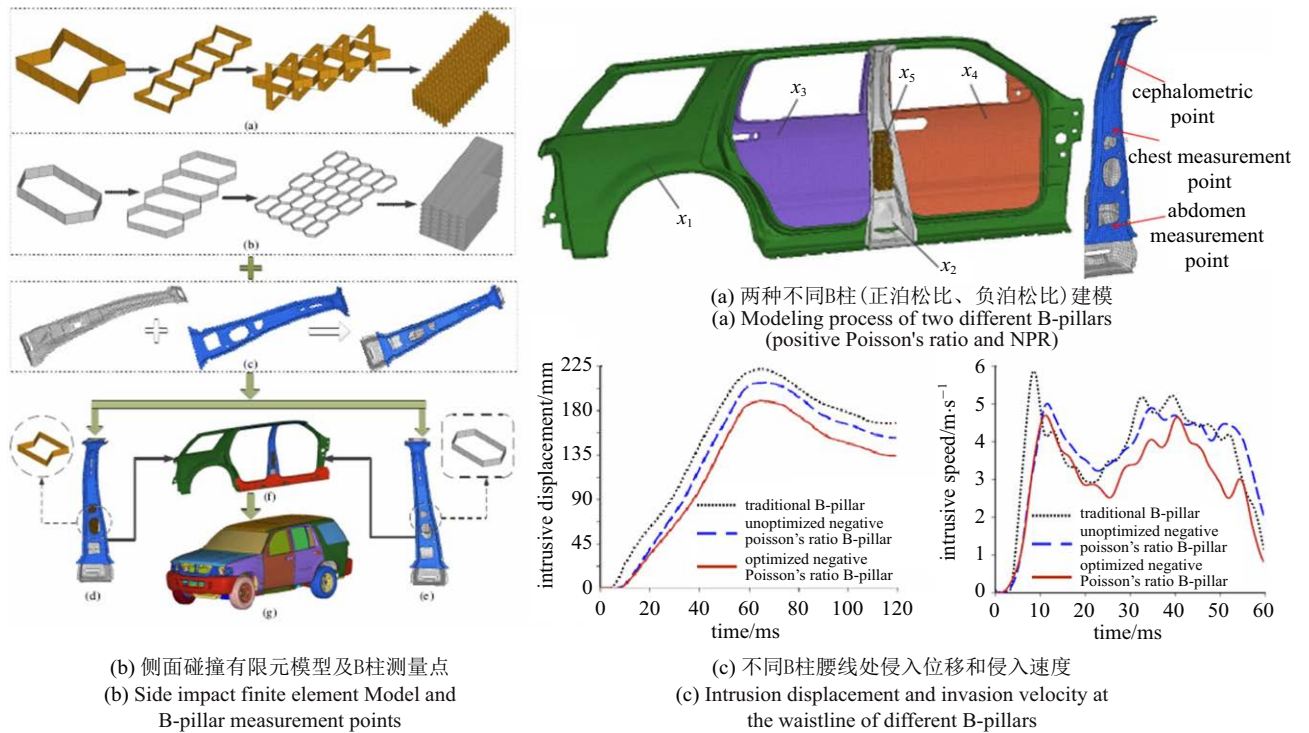 (a)
(b)
(c)
(d)
(e)
(f)
(g)
(b) 侧面碰撞有限元模型及B柱测量点
(b) Side impact finite element Model and
B-pillar measurement points
x3
x5
x4
x1
x2
cephalometric
point
chest measurement
point
abdomen
measurement
point
(a) 两种不同B柱(正泊松比、负泊松比)建模
(a) Modeling process of two different B-pillars
(positive Poisson's ratio and NPR)
intrusive displacement/mm
225
180
135
90
45
0
0 20 40 60 80 100 120
time/ms
traditional B-pillar
unoptimized negative
poisson's ratio B-pillar
optimized negative
Poisson's ratio B-pillar
intrusive speed/m·s⁻¹
6
5
4
3
2
1
0
0 10 20 30 40 50 60
time/ms
traditional B-pillar
unoptimized negative
poisson's ratio B-pillar
optimized negative
Poisson's ratio B-pillar
(c) 不同B柱腰线处侵入位移和侵入速度
(c) Intrusion displacement and invasion velocity at
the waistline of different B-pillars